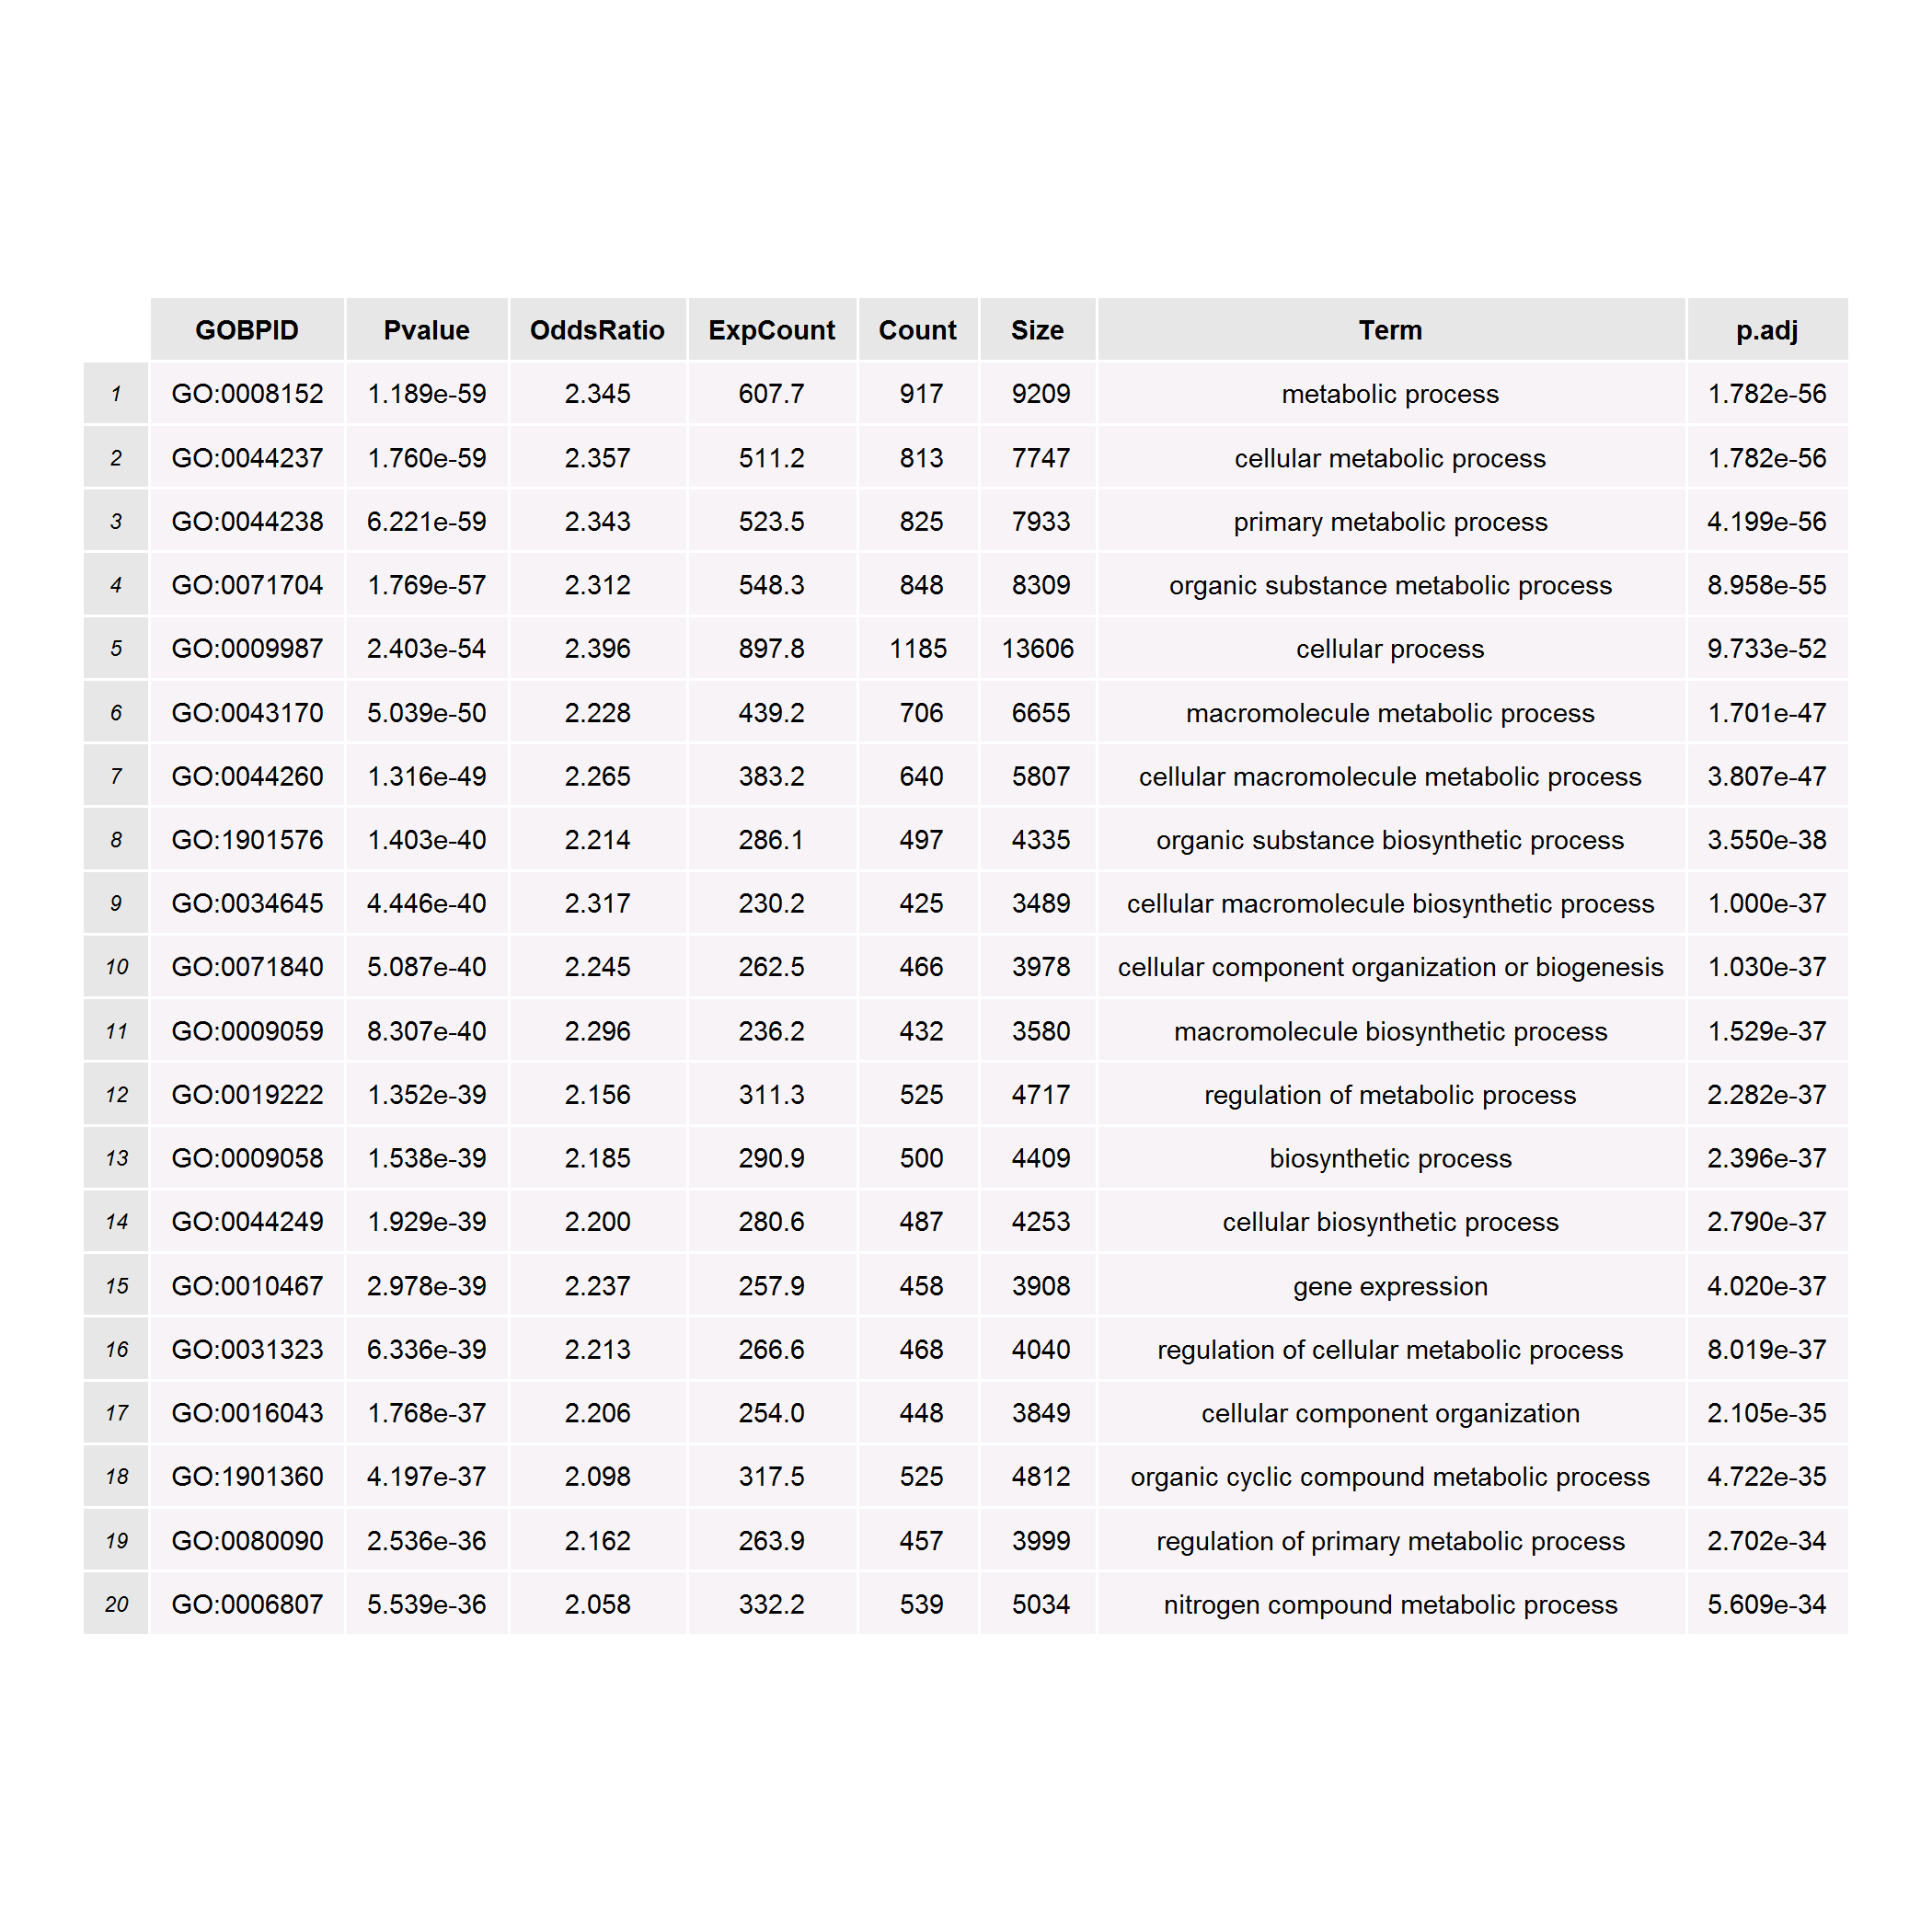 GOBPID Pvalue OddsRatio ExpCount Count Size Term p.adj
1 GO:0008152 1.189e-59 2.345 607.7 917 9209 metabolic process 1.782e-56
2 GO:0044237 1.760e-59 2.357 511.2 813 7747 cellular metabolic process 1.782e-56
3 GO:0044238 6.221e-59 2.343 523.5 825 7933 primary metabolic process 4.199e-56
4 GO:0071704 1.769e-57 2.312 548.3 848 8309 organic substance metabolic process 8.958e-55
5 GO:0009987 2.403e-54 2.396 897.8 1185 13606 cellular process 9.733e-52
6 GO:0043170 5.039e-50 2.228 439.2 706 6655 macromolecule metabolic process 1.701e-47
7 GO:0044260 1.316e-49 2.265 383.2 640 5807 cellular macromolecule metabolic process 3.807e-47
8 GO:1901576 1.403e-40 2.214 286.1 497 4335 organic substance biosynthetic process 3.550e-38
9 GO:0034645 4.446e-40 2.317 230.2 425 3489 cellular macromolecule biosynthetic process 1.000e-37
10 GO:0071840 5.087e-40 2.245 262.5 466 3978 cellular component organization or biogenesis 1.030e-37
11 GO:0009059 8.307e-40 2.296 236.2 432 3580 macromolecule biosynthetic process 1.529e-37
12 GO:0019222 1.352e-39 2.156 311.3 525 4717 regulation of metabolic process 2.282e-37
13 GO:0009058 1.538e-39 2.185 290.9 500 4409 biosynthetic process 2.396e-37
14 GO:0044249 1.929e-39 2.200 280.6 487 4253 cellular biosynthetic process 2.790e-37
15 GO:0010467 2.978e-39 2.237 257.9 458 3908 gene expression 4.020e-37
16 GO:0031323 6.336e-39 2.213 266.6 468 4040 regulation of cellular metabolic process 8.019e-37
17 GO:0016043 1.768e-37 2.206 254.0 448 3849 cellular component organization 2.105e-35
18 GO:1901360 4.197e-37 2.098 317.5 525 4812 organic cyclic compound metabolic process 4.722e-35
19 GO:0080090 2.536e-36 2.162 263.9 457 3999 regulation of primary metabolic process 2.702e-34
20 GO:0006807 5.539e-36 2.058 332.2 539 5034 nitrogen compound metabolic process 5.609e-34